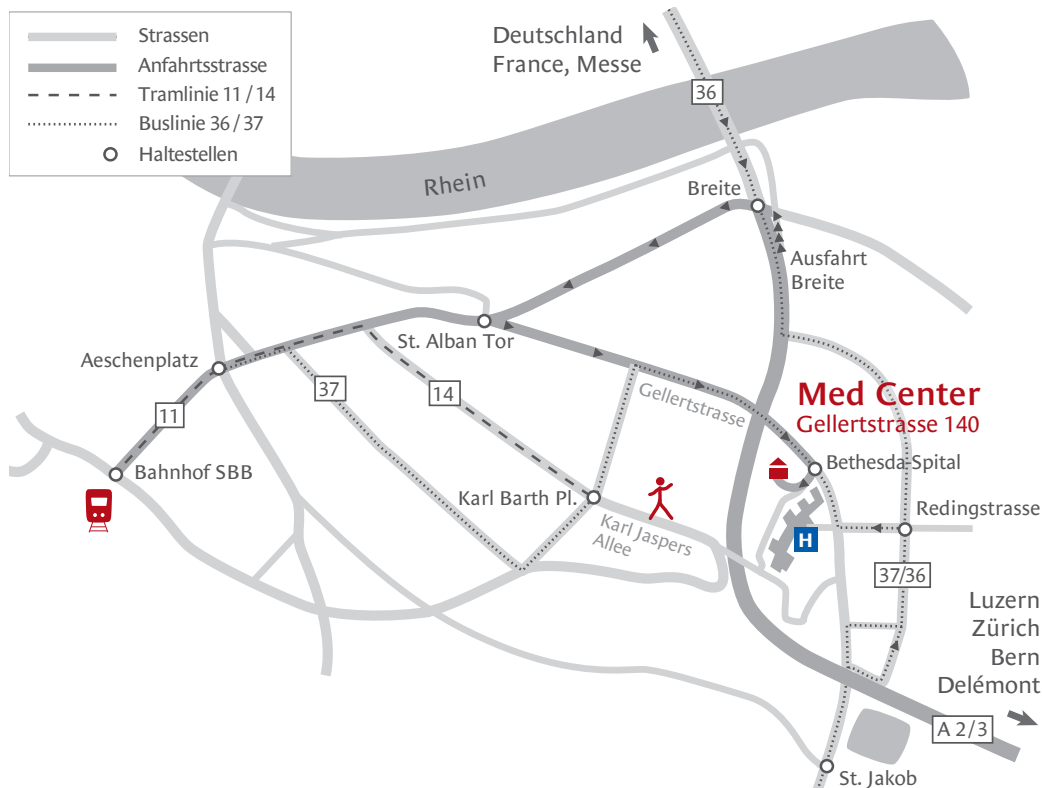 Strassen
Anfahrtsstrasse
Tramlinie 11 / 14
Buslinie 36 / 37
Haltestellen
Deutschland
France, Messe
36
Rhein
Breite
Ausfahrt
Breite
St. Alban Tor
Aeschenplatz
37
14
11
Gellertstrasse
Med Center
Gellertstrasse 140
Bahnhof SBB
Bethesda-Spital
Karl Barth Pl.
Karl Jaspers
Allee
Redingstrasse
H
37/36
Luzern
Zürich
Bern
Delémont
A 2/3
St. Jakob